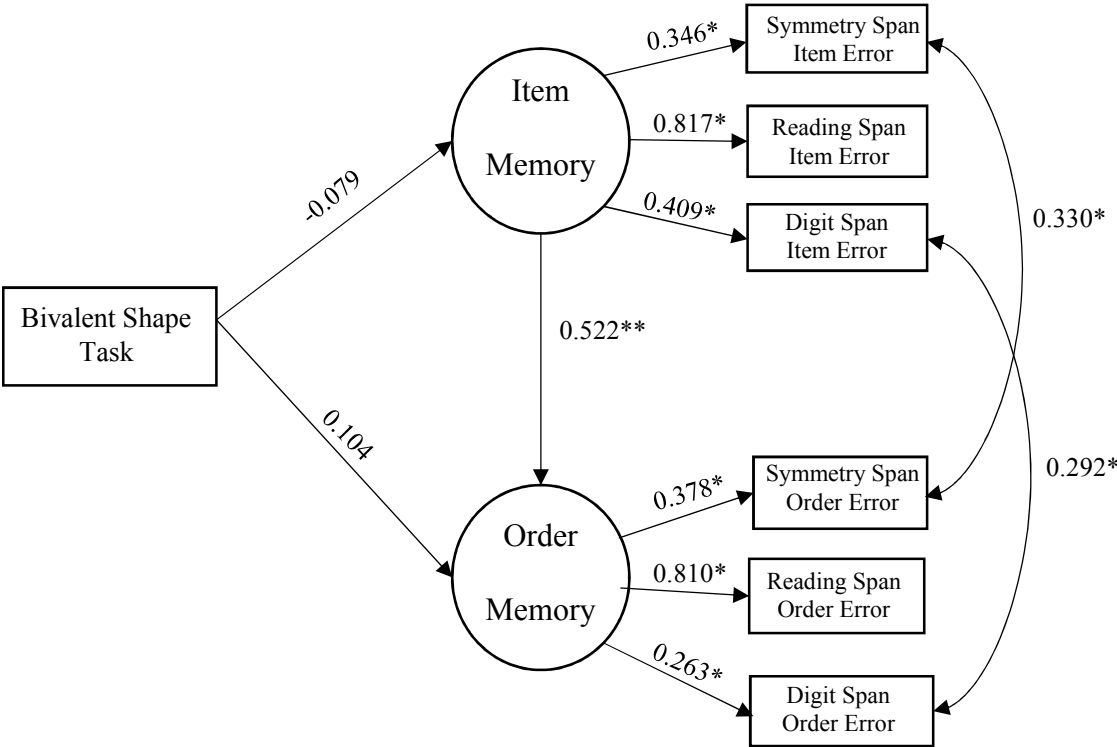 Symmetry Span
Item Error
0.346*
Item
Memory
0.817*
Reading Span
Item Error
0.409*
Digit Span
Item Error
-0.079
0.330*
Bivalent Shape
Task
0.522**
0.104
Symmetry Span
Order Error
0.292*
0.378*
Order
Memory
0.810*
Reading Span
Order Error
0.263*
Digit Span
Order Error